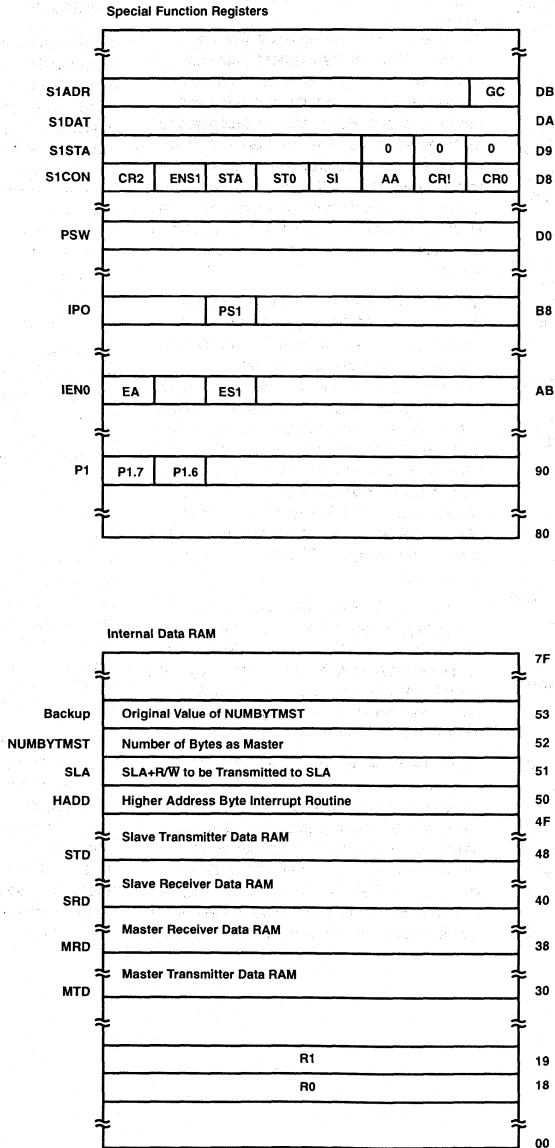 Special Function Registers
S1ADR GC DB
S1DAT DA
S1STA 0 0 0 D9
S1CON CR2 ENS1 STA ST0 SI AA CR! CR0 D8
PSW D0
IPO PS1 B8
IEN0 EA ES1 AB
P1 P1.7 P1.6 90
80
Internal Data RAM
7F
Backup Original Value of NUMBYTMST 53
NUMBYTMST Number of Bytes as Master 52
SLA SLA+R/W̅ to be Transmitted to SLA 51
HADD Higher Address Byte Interrupt Routine 50
4F
Slave Transmitter Data RAM
STD 48
Slave Receiver Data RAM
SRD 40
Master Receiver Data RAM
MRD 38
Master Transmitter Data RAM
MTD 30
R1 19
R0 18
00